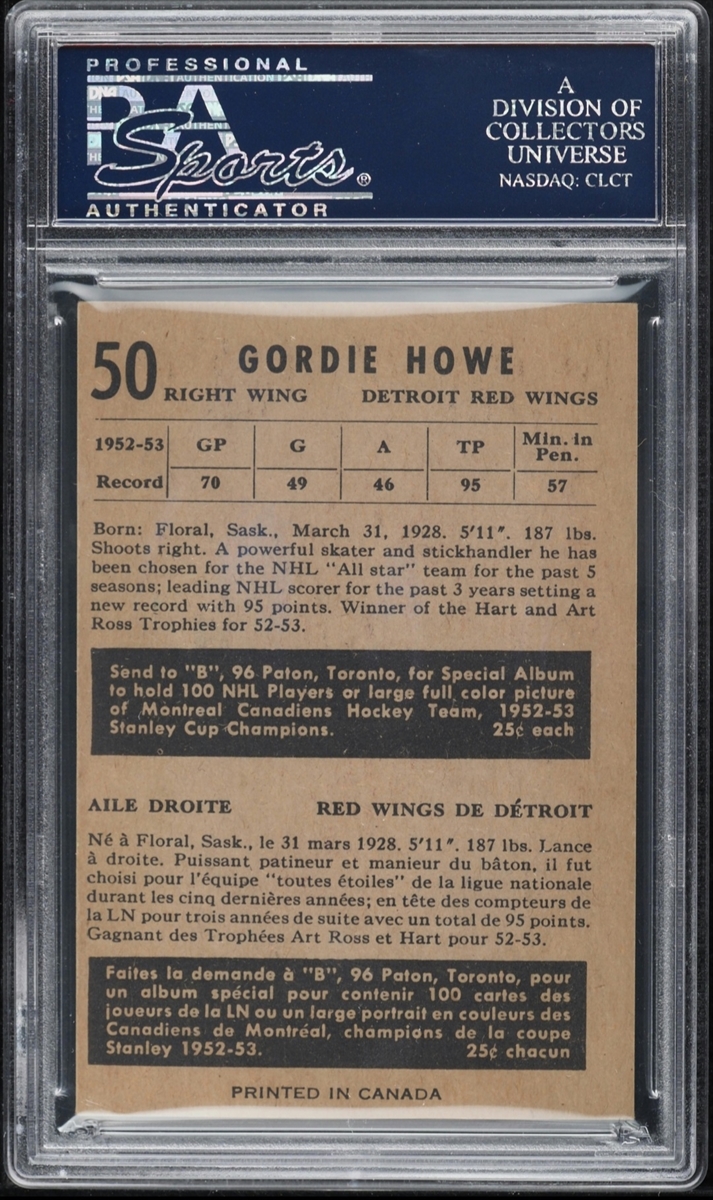 PROFESSIONAL
PSA
Sports®
AUTHENTICATOR
A
DIVISION OF
COLLECTORS
UNIVERSE
NASDAQ: CLCT
50 GORDIE HOWE
RIGHT WING DETROIT RED WINGS
1952-53 GP G A TP Min. in Pen.
Record 70 49 46 95 57
Born: Floral, Sask., March 31, 1928. 5'11". 187 lbs.
Shoots right. A powerful skater and stickhandler he has
been chosen for the NHL "All star" team for the past 5
seasons; leading NHL scorer for the past 3 years setting a
new record with 95 points. Winner of the Hart and Art
Ross Trophies for 52-53.
Send to "B", 96 Paton, Toronto, for Special Album
to hold 100 NHL Players or large full color picture
of Montreal Canadiens Hockey Team, 1952-53
Stanley Cup Champions. 25¢ each
AILE DROITE RED WINGS DE DÉTROIT
Né à Floral, Sask., le 31 mars 1928. 5'11". 187 lbs. Lance
à droite. Puissant patineur et manieur du bâton, il fut
choisi pour l'équipe "toutes étoiles" de la ligue nationale
durant les cinq dernières années; en tête des compteurs de
la LN pour trois années de suite avec un total de 95 points.
Gagnant des Trophées Art Ross et Hart pour 52-53.
Faites la demande à "B", 96 Paton, Toronto, pour
un album spécial pour contenir 100 cartes des
joueurs de la LN ou un large portrait en couleurs des
Canadiens de Montréal, champions de la coupe
Stanley 1952-53. 25¢ chacun
PRINTED IN CANADA